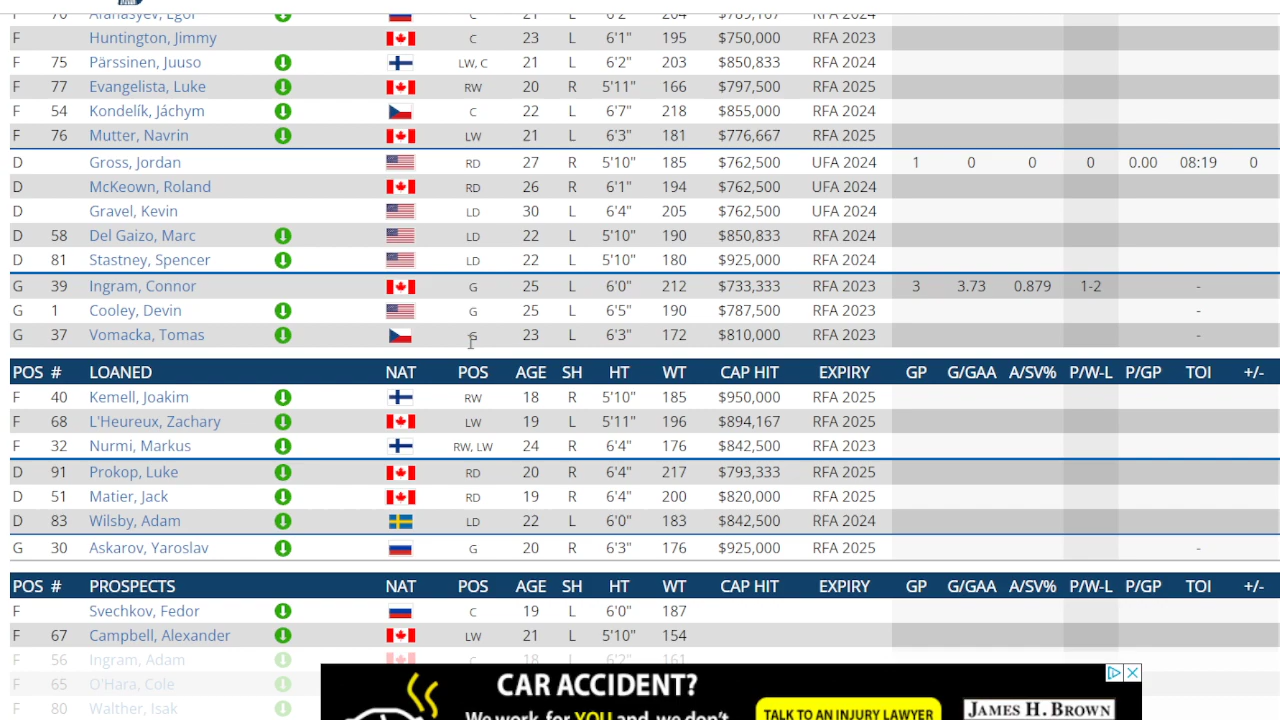 F 70 Afanasyev, Egor 21 L 6'2" 204 $789,167 RFA 2024
F Huntington, Jimmy C 23 L 6'1" 195 $750,000 RFA 2023
F 75 Pärssinen, Juuso LW, C 21 L 6'2" 203 $850,833 RFA 2024
F 77 Evangelista, Luke RW 20 R 5'11" 166 $797,500 RFA 2025
F 54 Kondelík, Jáchym C 22 L 6'7" 218 $855,000 RFA 2024
F 76 Mutter, Navrin LW 21 L 6'3" 181 $776,667 RFA 2025
D Gross, Jordan RD 27 R 5'10" 185 $762,500 UFA 2024 1 0 0 0 0.00 08:19 0
D McKeown, Roland RD 26 R 6'1" 194 $762,500 UFA 2024
D Gravel, Kevin LD 30 L 6'4" 205 $762,500 UFA 2024
D 58 Del Gaizo, Marc LD 22 L 5'10" 190 $850,833 RFA 2024
D 81 Stastney, Spencer LD 22 L 5'10" 180 $925,000 RFA 2024
G 39 Ingram, Connor G 25 L 6'0" 212 $733,333 RFA 2023 3 3.73 0.879 1-2 -
G 1 Cooley, Devin G 25 L 6'5" 190 $787,500 RFA 2023 -
G 37 Vomacka, Tomas G 23 L 6'3" 172 $810,000 RFA 2023 -
POS # LOANED NAT POS AGE SH HT WT CAP HIT EXPIRY GP G/GAA A/SV% P/W-L P/GP TOI +/-
F 40 Kemell, Joakim RW 18 R 5'10" 185 $950,000 RFA 2025
F 68 L'Heureux, Zachary LW 19 L 5'11" 196 $894,167 RFA 2025
F 32 Nurmi, Markus RW, LW 24 R 6'4" 176 $842,500 RFA 2023
D 91 Prokop, Luke RD 20 R 6'4" 217 $793,333 RFA 2025
D 51 Matier, Jack RD 19 R 6'4" 200 $820,000 RFA 2025
D 83 Wilsby, Adam LD 22 L 6'0" 183 $842,500 RFA 2024
G 30 Askarov, Yaroslav G 20 R 6'3" 176 $925,000 RFA 2025 -
POS # PROSPECTS NAT POS AGE SH HT WT CAP HIT EXPIRY GP G/GAA A/SV% P/W-L P/GP TOI +/-
F Svechkov, Fedor C 19 L 6'0" 187
F 67 Campbell, Alexander LW 21 L 5'10" 154
F 56 Ingram, Adam C 18 L 6'2" 161
F 65 O'Hara, Cole
F 80 Walther, Isak
CAR ACCIDENT?
We work for YOU and we don't
TALK TO AN INJURY LAWYER
JAMES H. BROWN